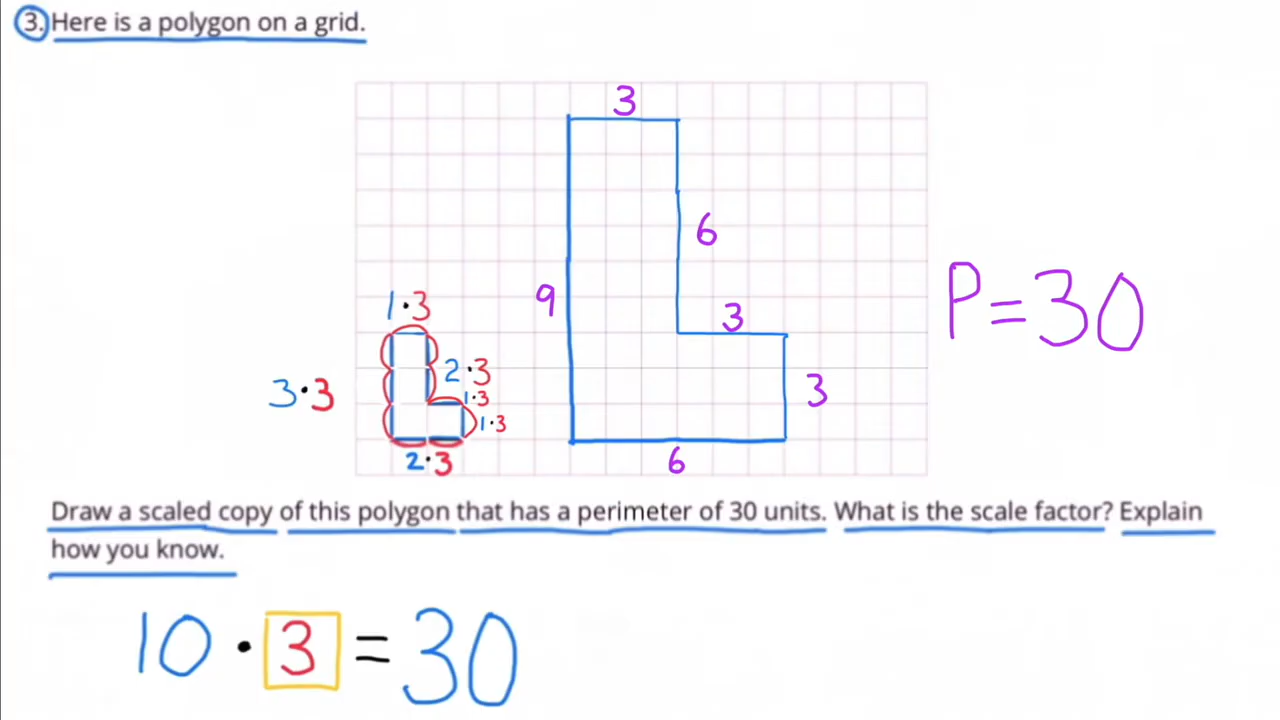 3. Here is a polygon on a grid.
3
6
9
3
P=30
1·3
2·3
3·3
1·3
1·3
3
2·3
6
Draw a scaled copy of this polygon that has a perimeter of 30 units. What is the scale factor? Explain
how you know.
10 · 3 = 30